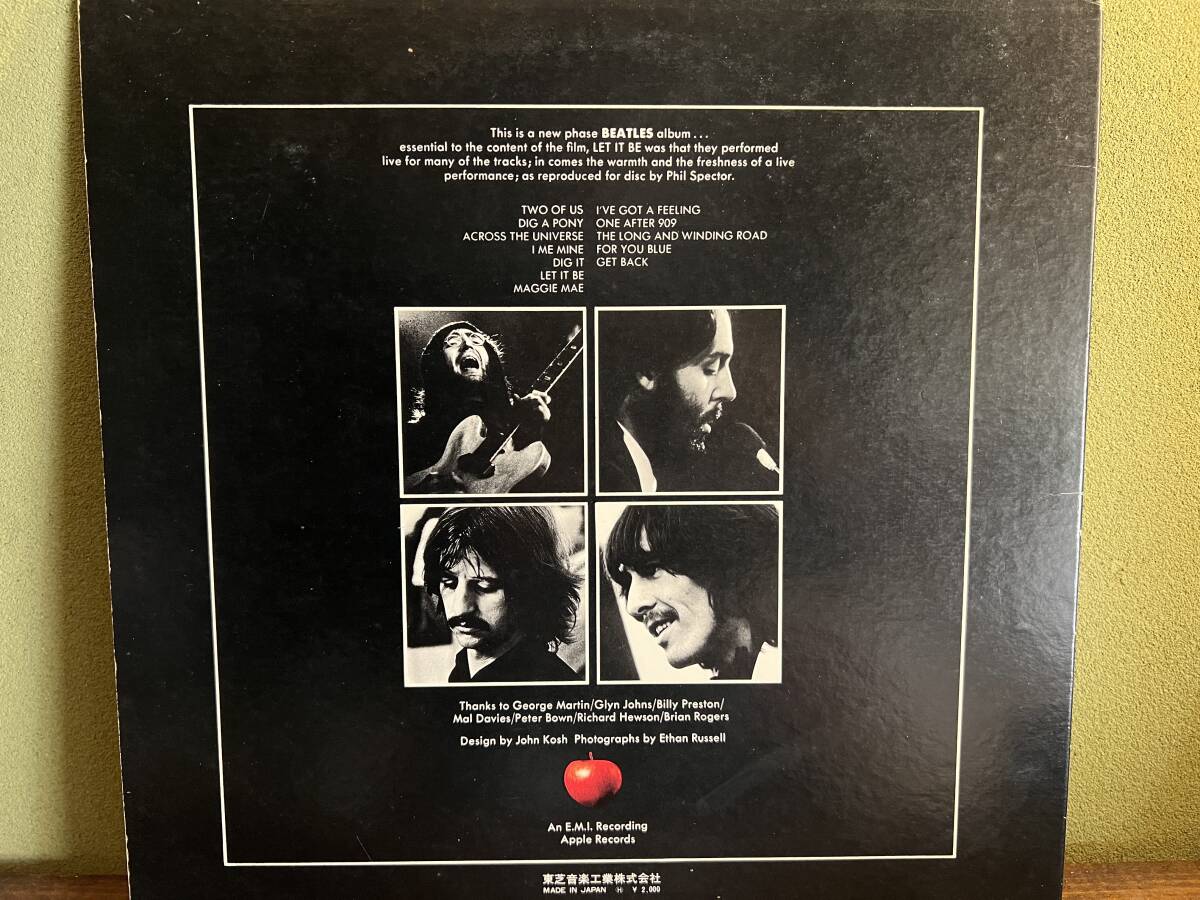 This is a new phase BEATLES album...
essential to the content of the film, LET IT BE was that they performed
live for many of the tracks; in comes the warmth and the freshness of a live
performance; as reproduced for disc by Phil Spector.
TWO OF US
DIG A PONY
ACROSS THE UNIVERSE
I ME MINE
DIG IT
LET IT BE
MAGGIE MAE
I'VE GOT A FEELING
ONE AFTER 909
THE LONG AND WINDING ROAD
FOR YOU BLUE
GET BACK
Thanks to George Martin/Glyn Johns/Billy Preston/
Mal Davies/Peter Bown/Richard Hewson/Brian Rogers
Design by John Kosh Photographs by Ethan Russell
An E.M.I. Recording
Apple Records
東芝音楽工業株式会社
MADE IN JAPAN Ⓗ ¥ 2,000